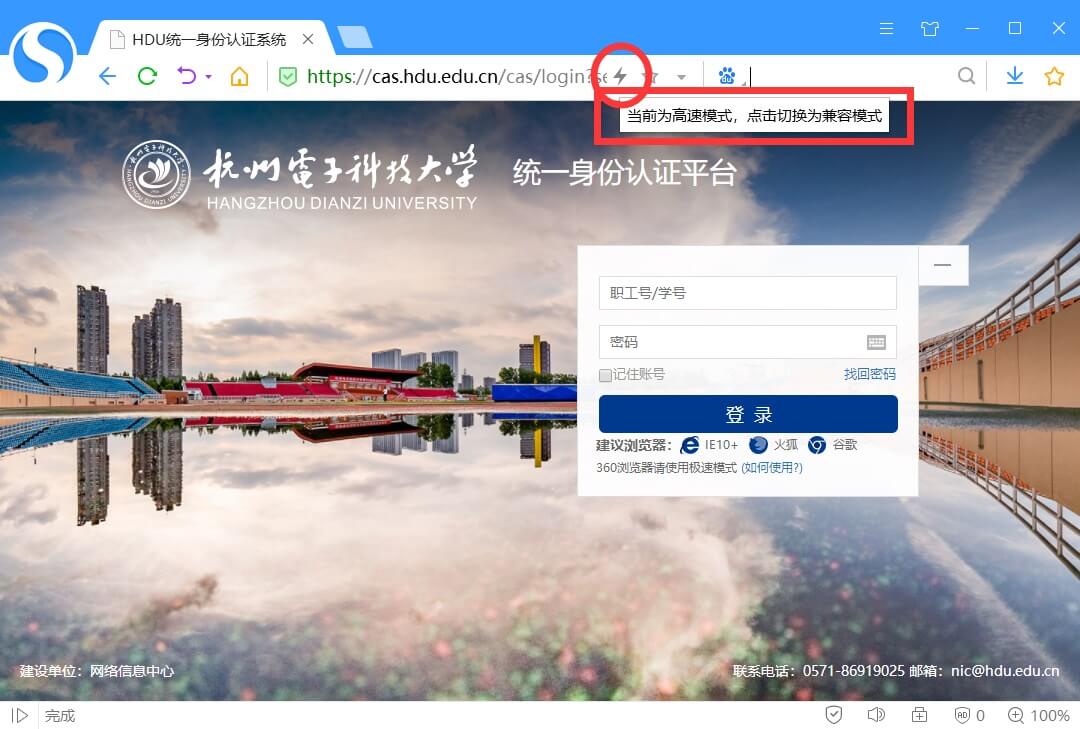 HDU统一身份认证系统
https://cas.hdu.edu.cn/cas/login?se
当前为高速模式，点击切换为兼容模式
杭州電子科技大学
HANGZHOU DIANZI UNIVERSITY
统一身份认证平台
职工号/学号
密码
记住账号 找回密码
登 录
建议浏览器： IE10+ 火狐 谷歌
360浏览器请使用极速模式 (如何使用?)
建设单位：网络信息中心
联系电话：0571-86919025 邮箱：nic@hdu.edu.cn
完成
AD 0 100%